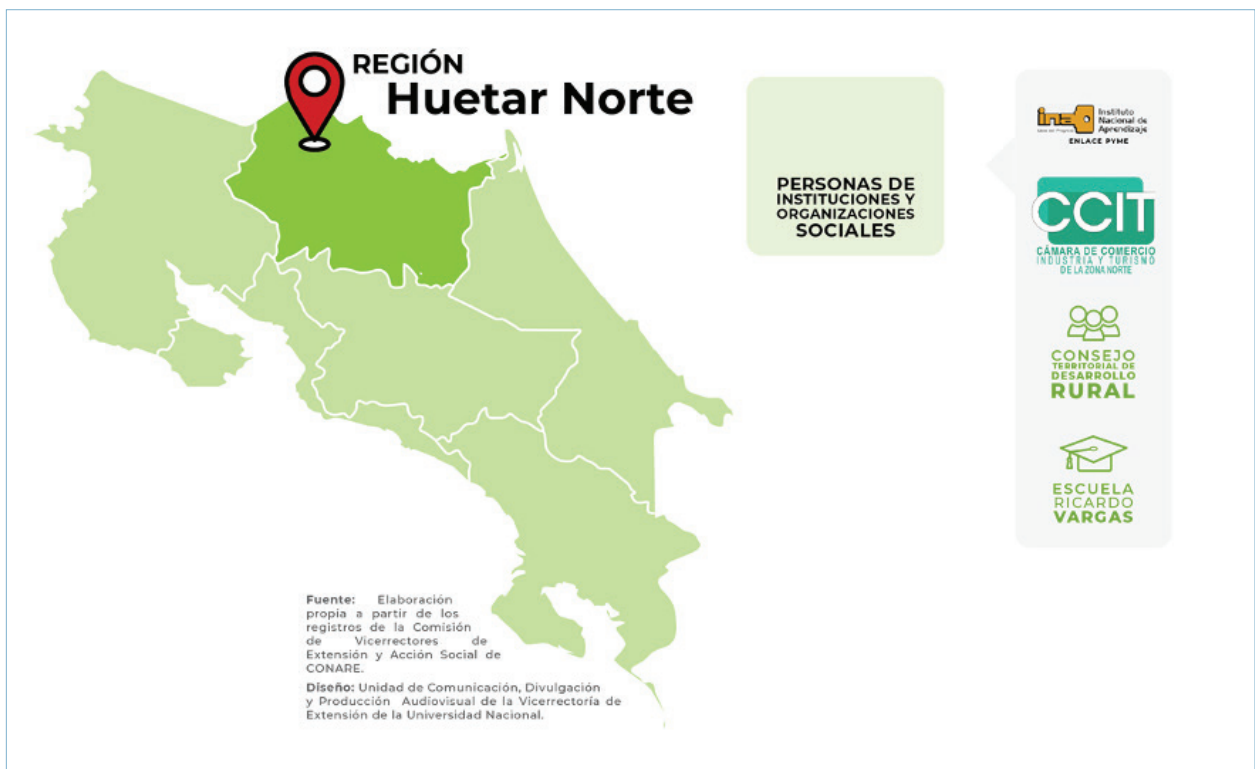 REGIÓN
Huetar Norte
PERSONAS DE
INSTITUCIONES Y
ORGANIZACIONES
SOCIALES
ina
Instituto
Nacional de
Aprendizaje
ENLACE PYME
CCIT
CÁMARA DE COMERCIO
INDUSTRIA Y TURISMO
DE LA ZONA NORTE
CONSEJO
TERRITORIAL DE
DESARROLLO
RURAL
ESCUELA
RICARDO
VARGAS
Fuente: Elaboración
propia a partir de los
registros de la Comisión
de Vicerrectores de
Extensión y Acción Social de
CONARE.
Diseño: Unidad de Comunicación, Divulgación
y Producción Audiovisual de la Vicerrectoría de
Extensión de la Universidad Nacional.